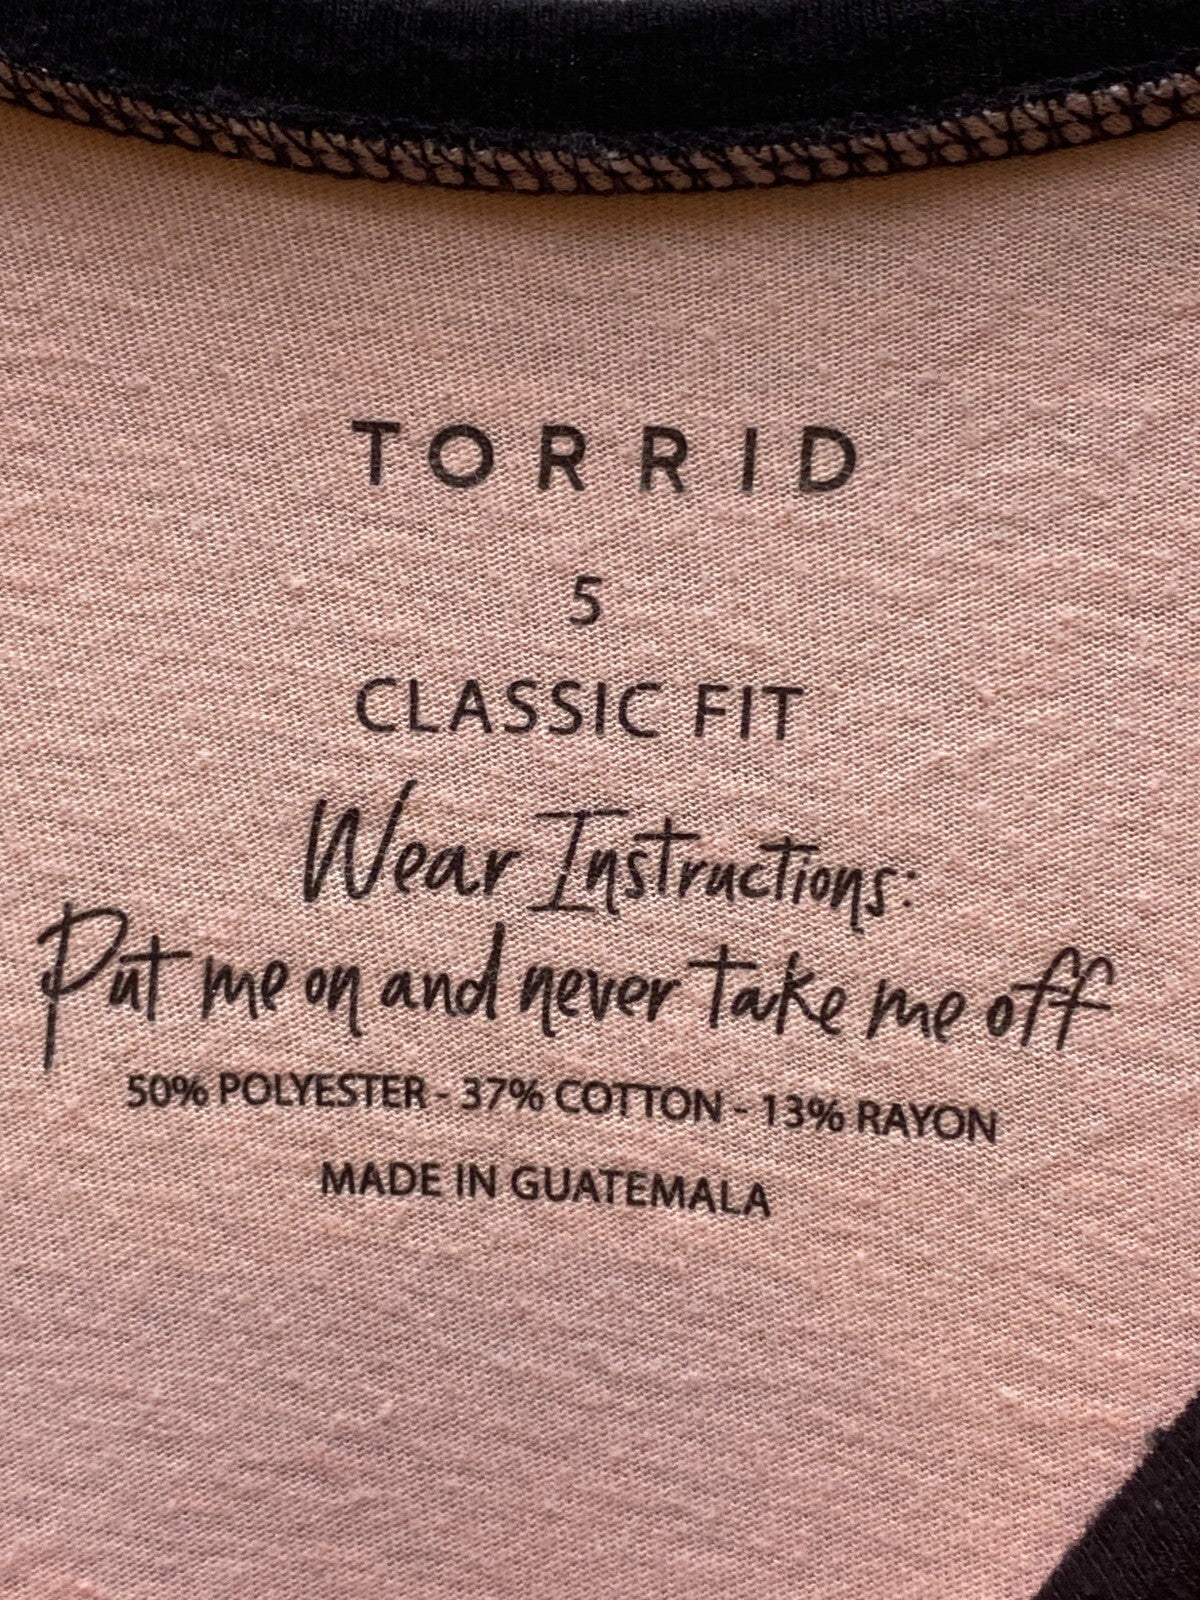 TORRID
5
CLASSIC FIT
Wear Instructions:
Put me on and never take me off
50% POLYESTER - 37% COTTON - 13% RAYON
MADE IN GUATEMALA